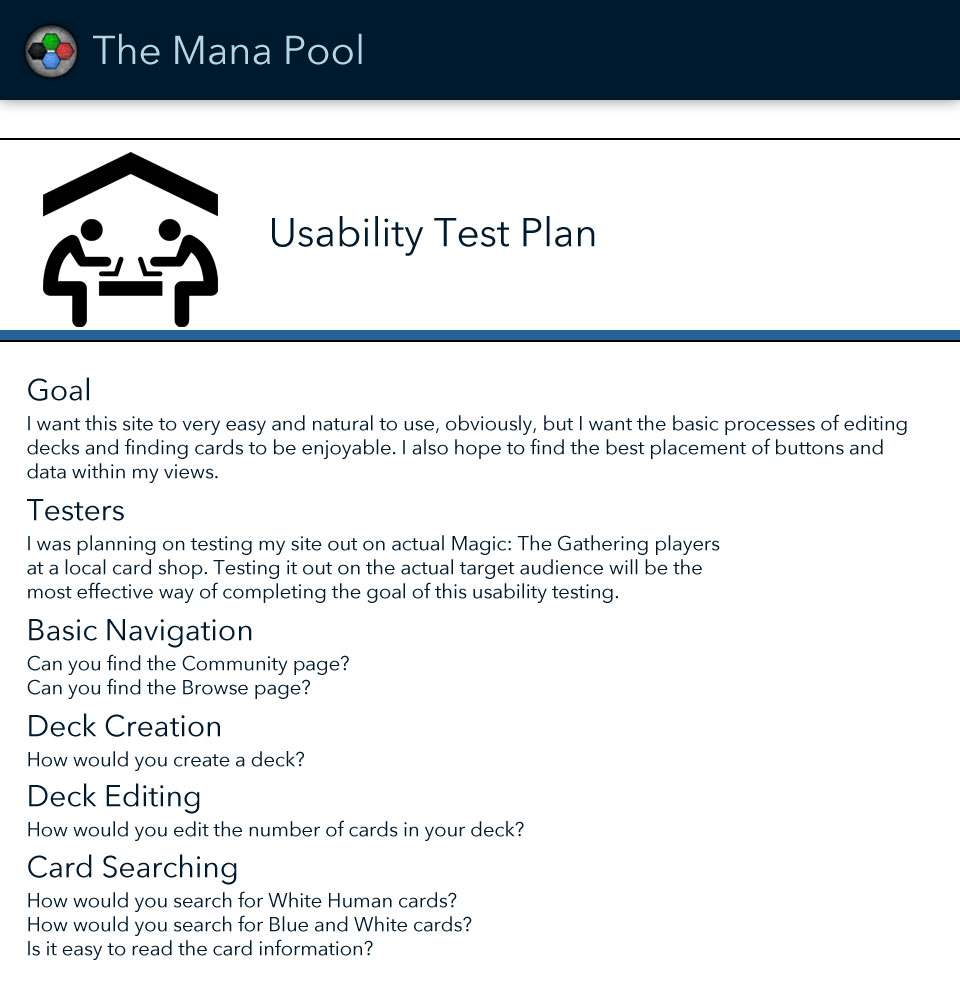 The Mana Pool
Usability Test Plan
Goal
I want this site to very easy and natural to use, obviously, but I want the basic processes of editing
decks and finding cards to be enjoyable. I also hope to find the best placement of buttons and
data within my views.
Testers
I was planning on testing my site out on actual Magic: The Gathering players
at a local card shop. Testing it out on the actual target audience will be the
most effective way of completing the goal of this usability testing.
Basic Navigation
Can you find the Community page?
Can you find the Browse page?
Deck Creation
How would you create a deck?
Deck Editing
How would you edit the number of cards in your deck?
Card Searching
How would you search for White Human cards?
How would you search for Blue and White cards?
Is it easy to read the card information?